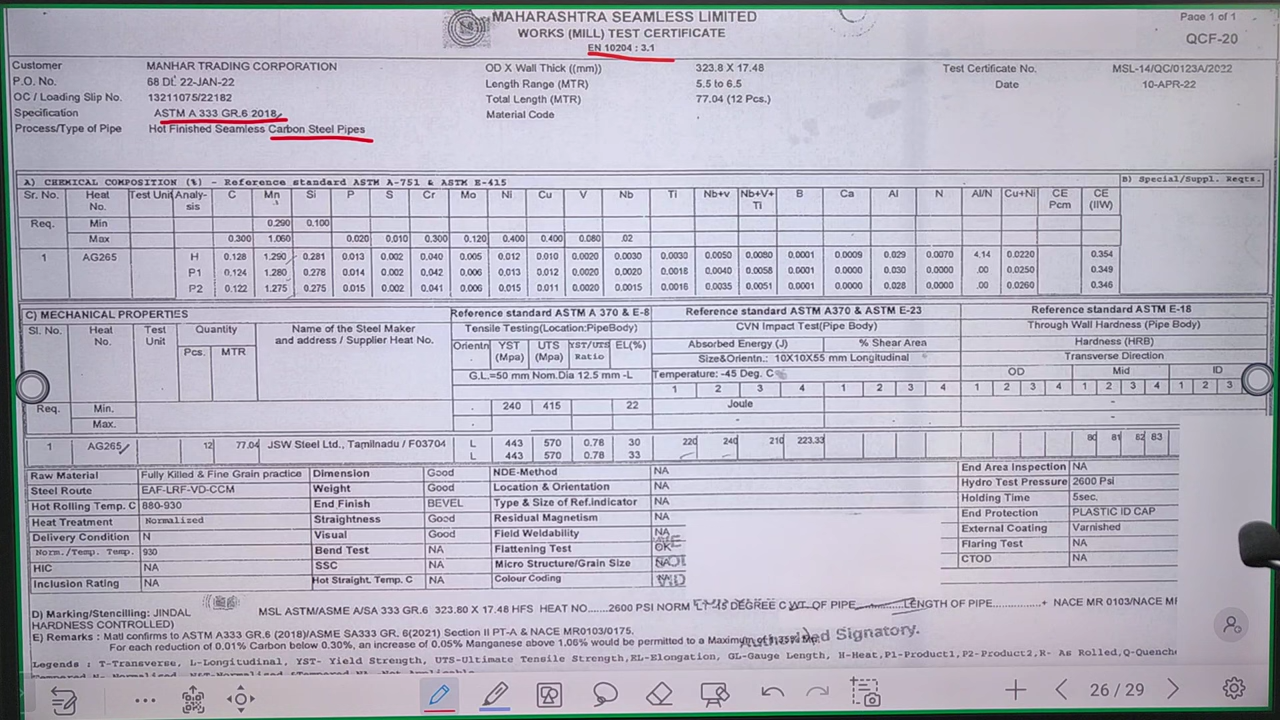 MAHARASHTRA SEAMLESS LIMITED
WORKS (MILL) TEST CERTIFICATE
EN 10204 : 3.1
Page 1 of 1
QCF-20
Customer MANHAR TRADING CORPORATION OD X Wall Thick ((mm) 323.8 X 17.48 Test Certificate No. MSL-14/QC/0123A/2022
P.O. No. 68 Dt. 22-JAN-22 Length Range (MTR) 5.5 to 6.5 Date 10-APR-22
OC / Loading Slip No. 13211075/22182 Total Length (MTR) 77.04 (12 Pcs.)
Specification ASTM A 333 GR.6 2018 Material Code
Process/Type of Pipe Hot Finished Seamless Carbon Steel Pipes
A) CHEMICAL COMPOSITION (%) - Reference standard ASTM A-751 & ASTM E-415 B) Special/Suppl. Reqts.
Sr. No. Heat No. Test Unit Analysis C Mn Si P S Cr Mo Ni Cu V Nb Ti Nb+v Nb+V+Ti B Ca Al N Al/N Cu+Ni CE Pcm CE (IIW)
Req. Min 0.290 0.100
Max 0.300 1.060 0.020 0.010 0.300 0.120 0.400 0.400 0.080 .02
1 AG265 H 0.128 1.290 0.281 0.013 0.002 0.040 0.005 0.012 0.010 0.0020 0.0030 0.0030 0.0050 0.0080 0.0001 0.0009 0.029 0.0070 4.14 0.0220 0.354
P1 0.124 1.280 0.278 0.014 0.002 0.042 0.006 0.013 0.012 0.0020 0.0020 0.0018 0.0040 0.0058 0.0001 0.0000 0.030 0.0000 .00 0.0250 0.349
P2 0.122 1.275 0.275 0.015 0.002 0.041 0.006 0.015 0.011 0.0020 0.0015 0.0016 0.0035 0.0051 0.0001 0.0000 0.028 0.0000 .00 0.0260 0.346
C) MECHANICAL PROPERTIES Reference standard ASTM A 370 & E-8 Reference standard ASTM A370 & ASTM E-23 Reference standard ASTM E-18
Sl. No. Heat No. Test Unit Quantity Name of the Steel Maker and address / Supplier Heat No. Tensile Testing(Location:PipeBody) CVN Impact Test(Pipe Body) Through Wall Hardness (Pipe Body)
Pcs. MTR Orientn YST (Mpa) UTS (Mpa) YST/UTS Ratio EL(%) Absorbed Energy (J) % Shear Area Hardness (HRB)
Size&Orientn.: 10X10X55 mm Longitudinal Transverse Direction
G.L.=50 mm Nom.Dia 12.5 mm -L Temperature: -45 Deg. C OD Mid ID
1 2 3 4 1 2 3 4 1 2 3 4 1 2 3 4 1 2 3
Req. Min. . 240 415 22 Joule -
Max. . - -
1 AG265 12 77.04 JSW Steel Ltd., Tamilnadu / F03704 L 443 570 0.78 30 220 240 210 223.33 80 81 82 83
L 443 570 0.78 33
Raw Material Fully Killed & Fine Grain practice Dimension Good NDE-Method NA End Area Inspection NA
Steel Route EAF-LRF-VD-CCM Weight Good Location & Orientation NA Hydro Test Pressure 2600 Psi
Hot Rolling Temp. C 880-930 End Finish BEVEL Type & Size of Ref.indicator NA Holding Time 5sec.
Heat Treatment Normalized Straightness Good Residual Magnetism NA End Protection PLASTIC ID CAP
Delivery Condition N Visual Good Field Weldability NA External Coating Varnished
Norm./Temp. Temp. 930 Bend Test NA Flattening Test OK Flaring Test NA
HIC NA SSC NA Micro Structure/Grain Size NA CTOD NA
Inclusion Rating NA Hot Straight. Temp. C NA Colour Coding
D) Marking/Stencilling: JINDAL MSL ASTM/ASME A/SA 333 GR.6 323.80 X 17.48 HFS HEAT NO......2600 PSI NORM LT-45 DEGREE C WT. OF PIPE LENGTH OF PIPE..............+ NACE MR 0103/NACE
HARDNESS CONTROLLED)
E) Remarks : Matl confirms to ASTM A333 GR.6 (2018)/ASME SA333 GR. 6(2021) Section II PT-A & NACE MR0103/0175.
Authorised Signatory.
For each reduction of 0.01% Carbon below 0.30%, an increase of 0.05% Manganese above 1.06% would be permitted to a Maximum of
Legends : T-Transverse, L-Longitudinal, YST- Yield Strength, UTS-Ultimate Tensile Strength,EL-Elongation, GL-Gauge Length, H-Heat,P1-Product1,P2-Product2,R- As Rolled,Q-Quench
26 / 29